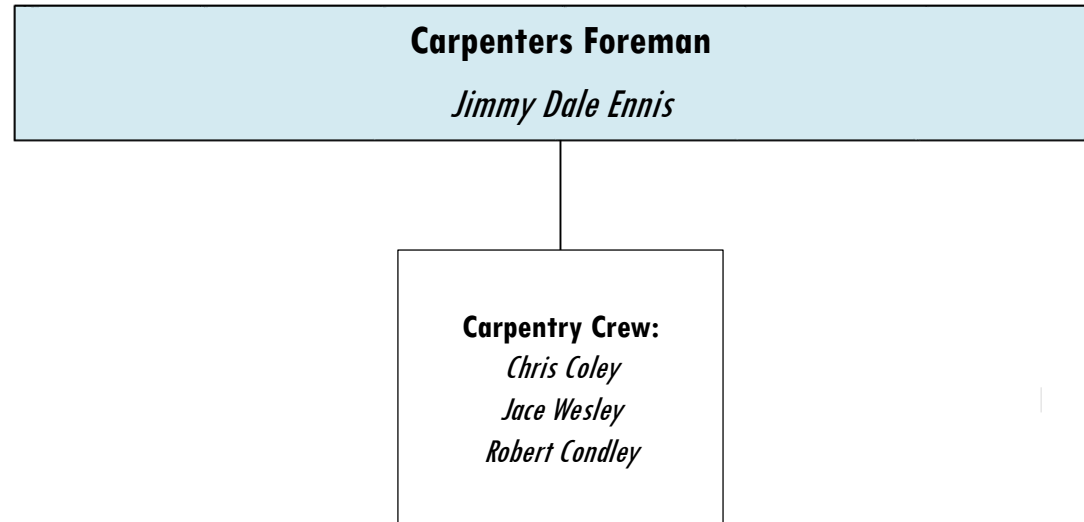 Carpenters Foreman
Jimmy Dale Ennis
Carpentry Crew:
Chris Coley
Jace Wesley
Robert Condley